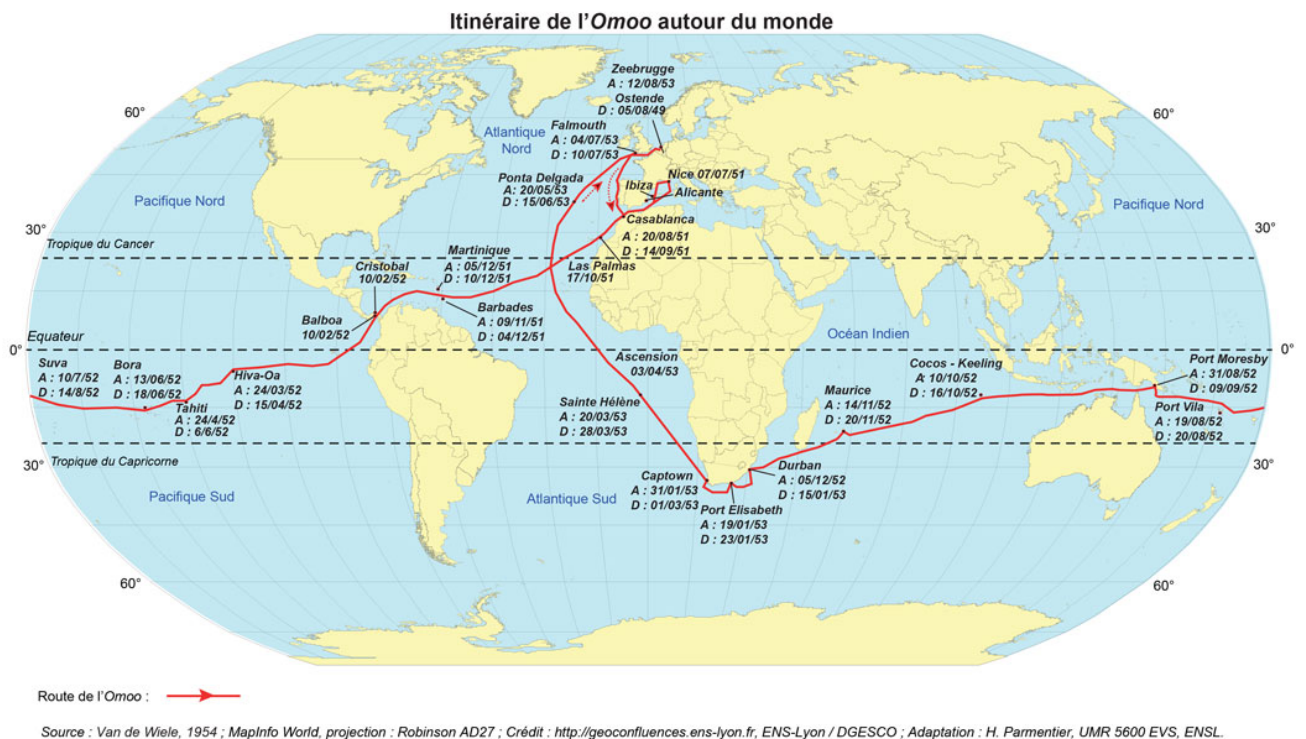 Itinéraire de l'Omoo autour du monde
Zeebrugge
A : 12/08/53
Ostende
D : 05/08/49
60°
60°
Falmouth
A : 04/07/53
D : 10/07/53
Atlantique
Nord
Ponta Delgada
A: 20/05/53
D : 15/06/53
Nice 07/07/51
Ibiza
Alicante
Pacifique Nord
Pacifique Nord
Casablanca
A : 20/08/51
D : 14/09/51
30°
30°
Tropique du Cancer
Martinique
A : 05/12/51
D : 10/12/51
Cristobal
10/02/52
Las Palmas
17/10/51
Barbades
A : 09/11/51
D : 04/12/51
Balboa
10/02/52
Océan Indien
Equateur
0°
0°
Suva
A : 10/7/52
D : 14/8/52
Bora
A : 13/06/52
D : 18/06/52
Hiva-Oa
A : 24/03/52
D : 15/04/52
Tahiti
A : 24/4/52
D : 6/6/52
Ascension
03/04/53
Cocos - Keeling
A: 10/10/52
D : 16/10/52
Port Moresby
A : 31/08/52
D : 09/09/52
Maurice
A : 14/11/52
D : 20/11/52
Sainte Hélène
A : 20/03/53
D : 28/03/53
Port Vila
A : 19/08/52
D : 20/08/52
30°
30°
Tropique du Capricorne
Durban
A : 05/12/52
D : 15/01/53
Captown
A : 31/01/53
D : 01/03/53
Pacifique Sud
Atlantique Sud
Port Elisabeth
A : 19/01/53
D : 23/01/53
60°
60°
Route de l'Omoo :
Source : Van de Wiele, 1954 ; MapInfo World, projection : Robinson AD27 ; Crédit : http://geoconfluences.ens-lyon.fr, ENS-Lyon / DGESCO ; Adaptation : H. Parmentier, UMR 5600 EVS, ENSL.